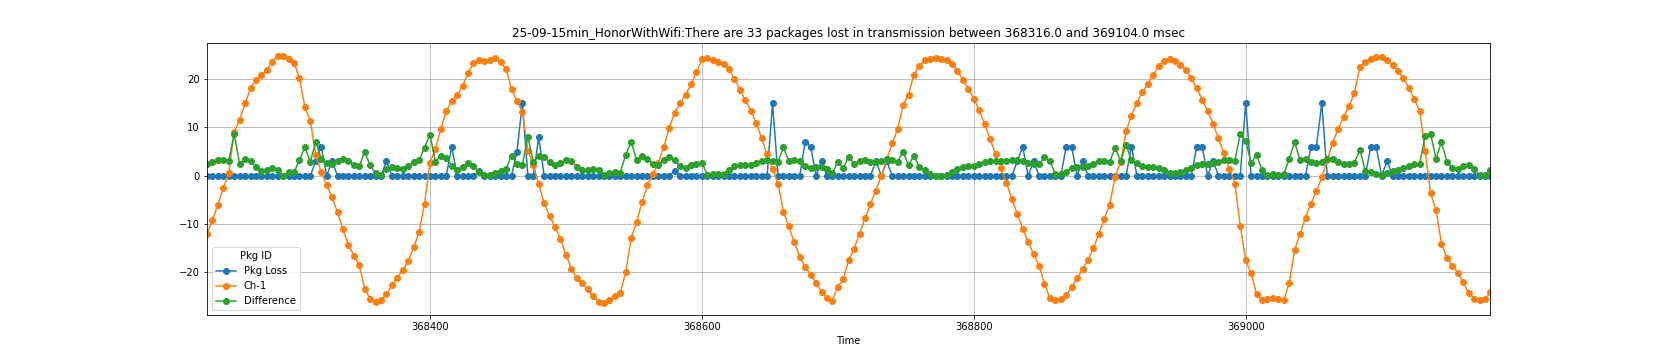 25-09-15min_HonorWithWifi:There are 33 packages lost in transmission between 368316.0 and 369104.0 msec
20
10
0
−10
−20
Pkg ID
Pkg Loss
Ch-1
Difference
368400 368600 368800 369000
Time